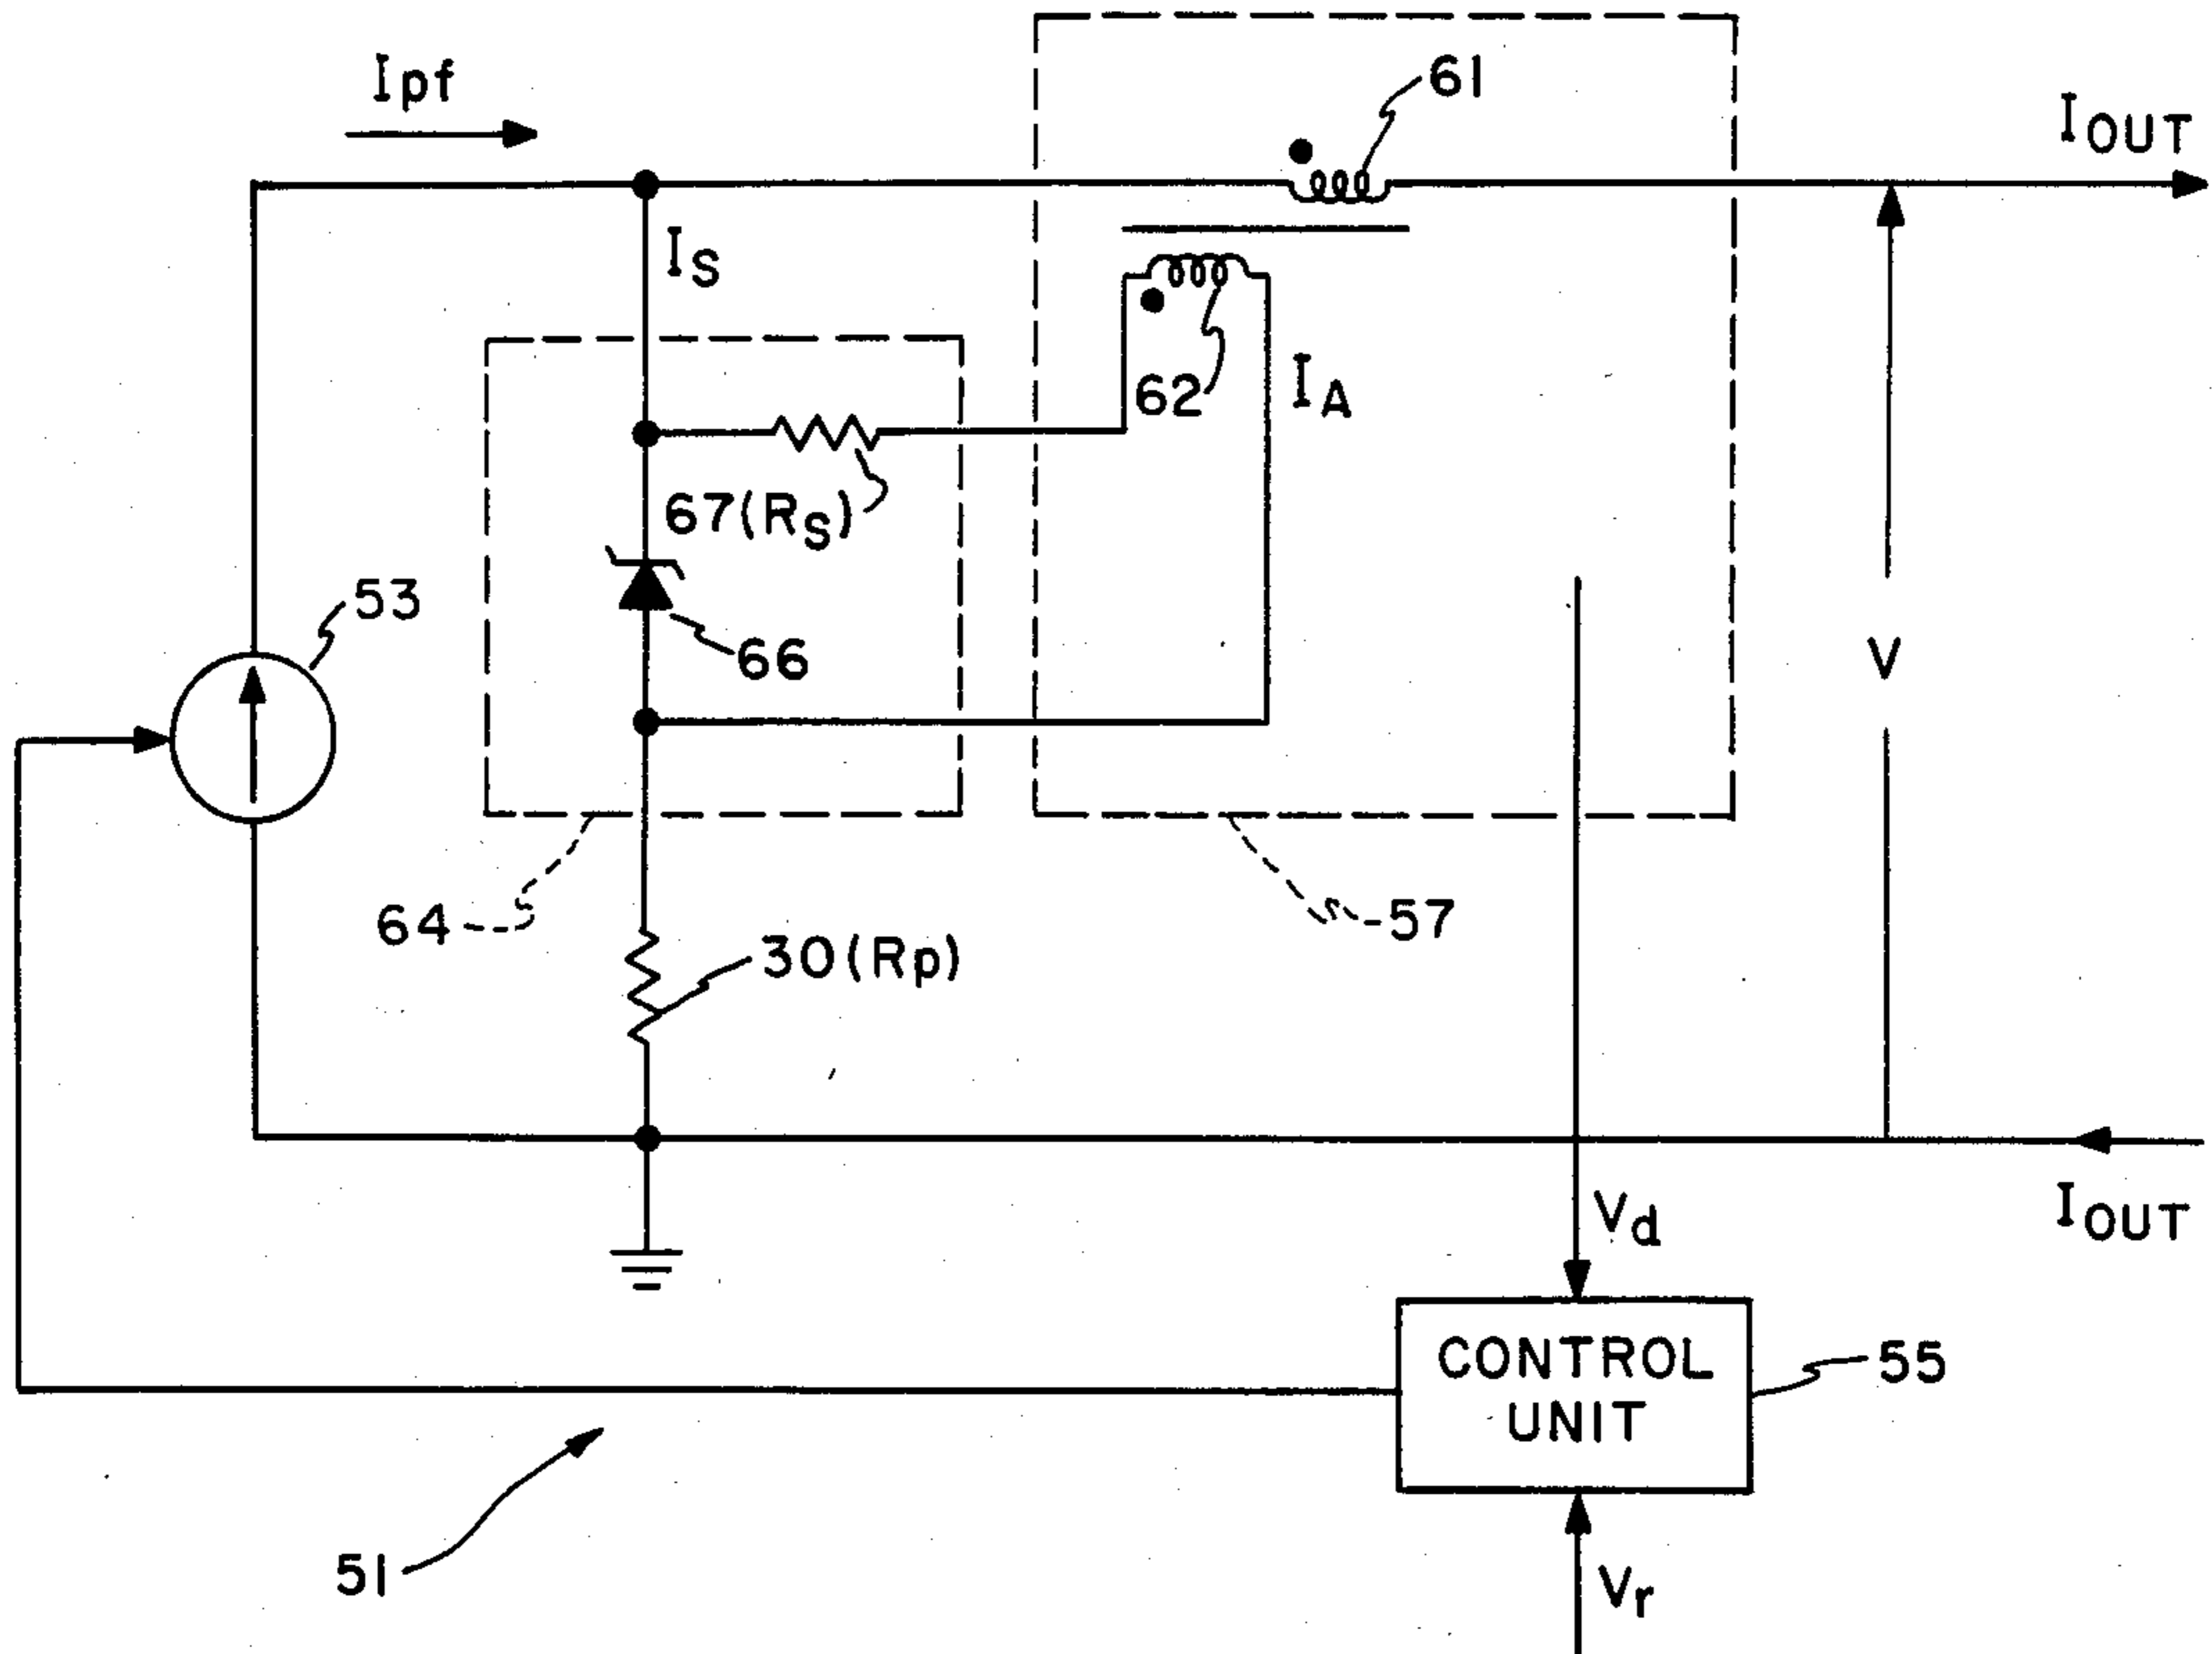 Ipf
61
IOUT
IS
62
IA
67(RS)
53
66
V
64
57
30(Rp)
Vd
IOUT
CONTROL
UNIT
55
51
Vr